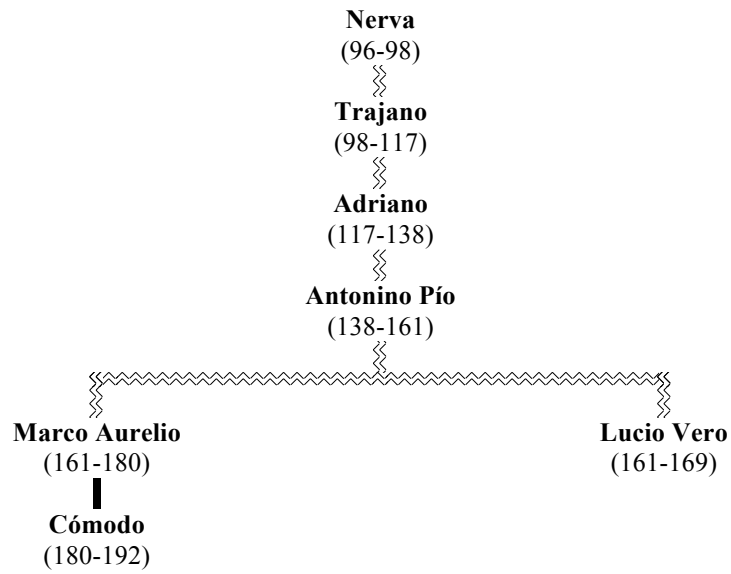 Nerva
(96-98)
Trajano
(98-117)
Adriano
(117-138)
Antonino Pío
(138-161)
Marco Aurelio
(161-180)
Lucio Vero
(161-169)
Cómodo
(180-192)